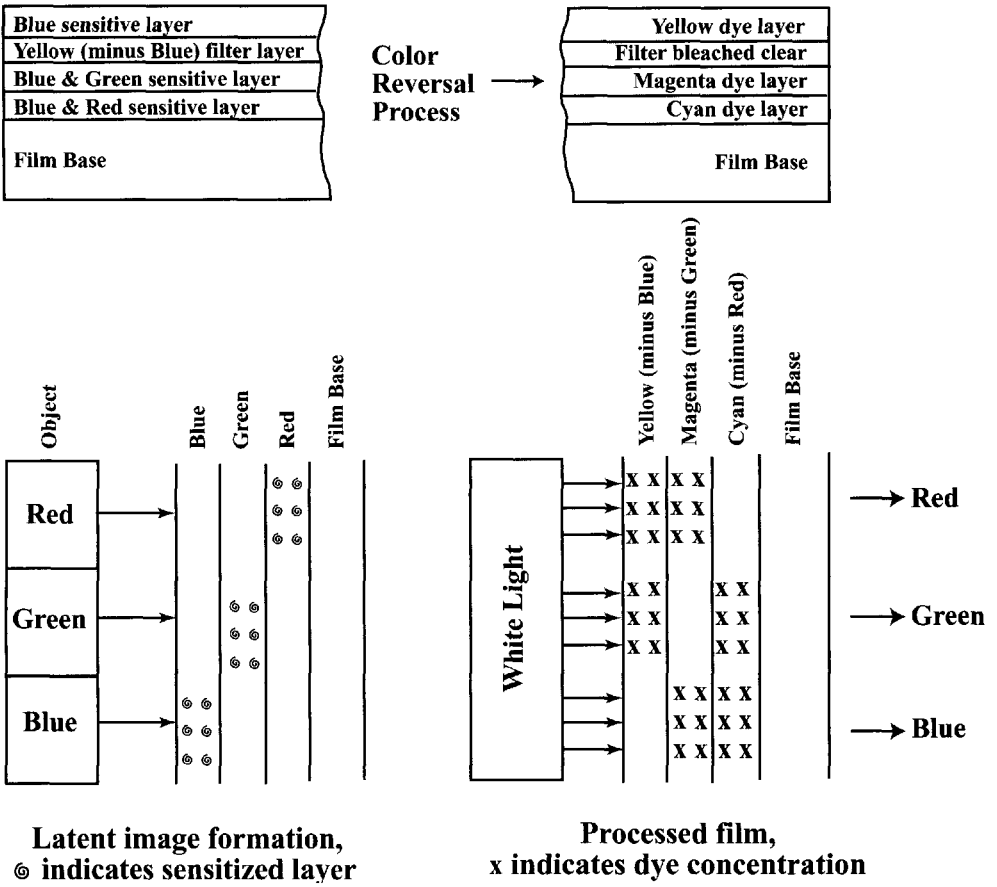 Blue sensitive layer
Yellow (minus Blue) filter layer
Blue & Green sensitive layer
Blue & Red sensitive layer
Film Base
Color
Reversal
Process
Yellow dye layer
Filter bleached clear
Magenta dye layer
Cyan dye layer
Film Base
Object
Blue
Green
Red
Film Base
Red
Green
Blue
Latent image formation,
indicates sensitized layer
Yellow (minus Blue)
Magenta (minus Green)
Cyan (minus Red)
Film Base
White Light
x x x x
x x x x
x x x x
x x x x
x x x x
x x x x
x x x x
x x x x
x x x x
Red
Green
Blue
Processed film,
x indicates dye concentration